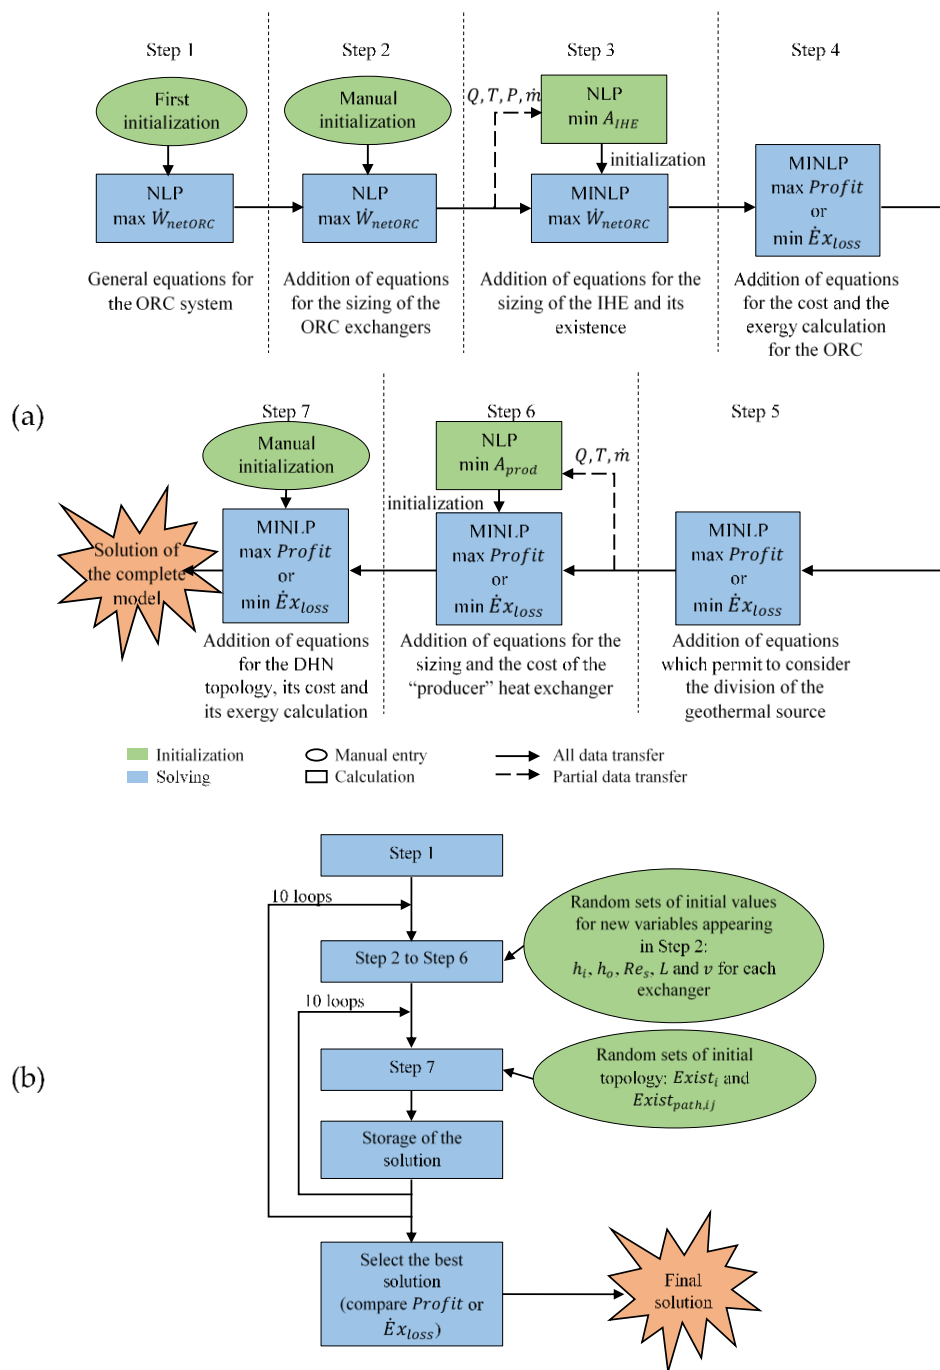 Step 1
Step 2
Step 3
Step 4
First
initialization
Manual
initialization
Q, T, P, ṁ
NLP
min A_IHE
initialization
NLP
max Ẇ_netORC
NLP
max Ẇ_netORC
MINLP
max Ẇ_netORC
MINLP
max Profit
or
min Ėx_loss
General equations for
the ORC system
Addition of equations
for the sizing of the
ORC exchangers
Addition of equations for the
sizing of the IHE and its
existence
Addition of equations
for the cost and the
exergy calculation
for the ORC
(a)
Step 7
Step 6
Step 5
Manual
initialization
NLP
min A_prod
Q, T, ṁ
initialization
Solution of
the complete
model
MINLP
max Profit
or
min Ėx_loss
MINLP
max Profit
or
min Ėx_loss
MINLP
max Profit
or
min Ėx_loss
Addition of equations
for the DHN
topology, its cost and
its exergy calculation
Addition of equations for the
sizing and the cost of the
“producer” heat exchanger
Addition of equations
which permit to consider
the division of the
geothermal source
Initialization
Manual entry
All data transfer
Solving
Calculation
Partial data transfer
(b)
Step 1
10 loops
Step 2 to Step 6
Random sets of initial values
for new variables appearing
in Step 2:
h_i, h_o, Re_s, L and v for each
exchanger
10 loops
Step 7
Random sets of initial
topology: Exist_i and
Exist_path,ij
Storage of the
solution
Select the best
solution
(compare Profit or
Ėx_loss)
Final
solution